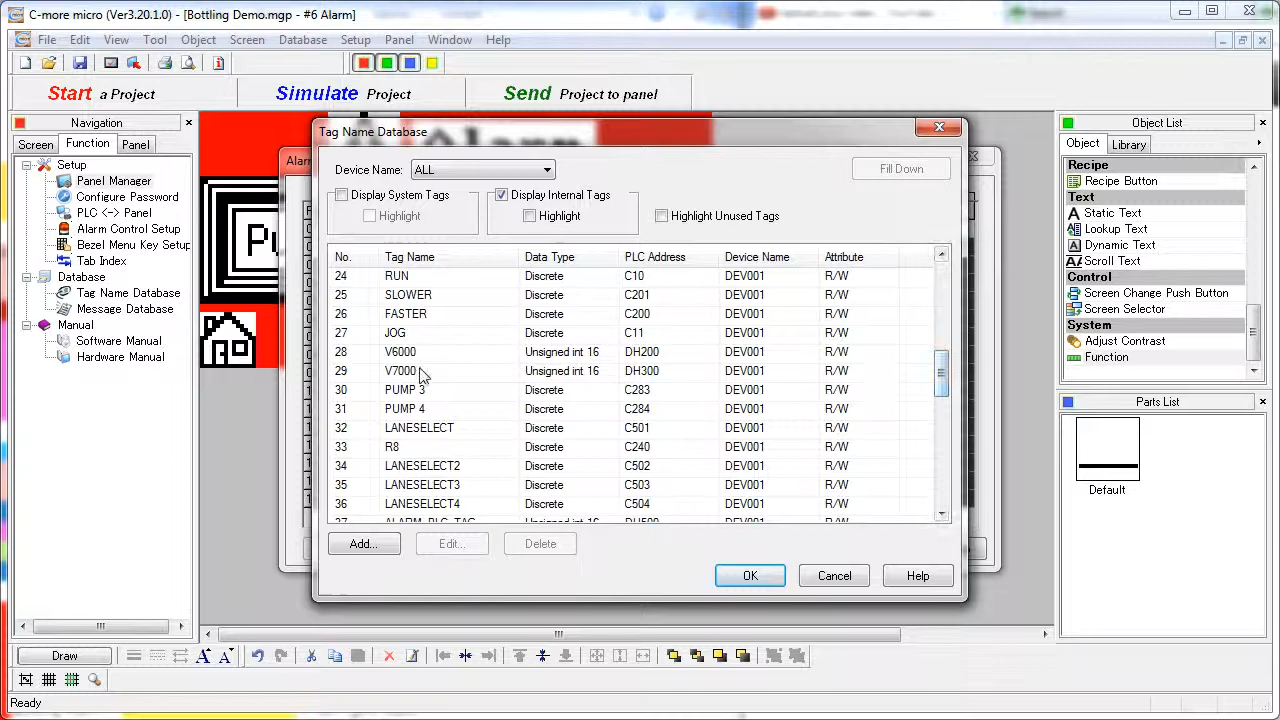 C-more micro (Ver3.20.1.0) - [Bottling Demo.mgp - #6 Alarm]
File Edit View Tool Object Screen Database Setup Panel Window Help
Start a Project Simulate Project Send Project to panel
Navigation
Screen Function Panel
Setup
Panel Manager
Configure Password
PLC <-> Panel
Alarm Control Setup
Bezel Menu Key Setup
Tab Index
Database
Tag Name Database
Message Database
Manual
Software Manual
Hardware Manual
Tag Name Database
Device Name: ALL Fill Down
Display System Tags Display Internal Tags
Highlight Highlight Highlight Unused Tags
No. Tag Name Data Type PLC Address Device Name Attribute
24 RUN Discrete C10 DEV001 R/W
25 SLOWER Discrete C201 DEV001 R/W
26 FASTER Discrete C200 DEV001 R/W
27 JOG Discrete C11 DEV001 R/W
28 V6000 Unsigned int 16 DH200 DEV001 R/W
29 V7000 Unsigned int 16 DH300 DEV001 R/W
30 PUMP 3 Discrete C283 DEV001 R/W
31 PUMP 4 Discrete C284 DEV001 R/W
32 LANESELECT Discrete C501 DEV001 R/W
33 R8 Discrete C240 DEV001 R/W
34 LANESELECT2 Discrete C502 DEV001 R/W
35 LANESELECT3 Discrete C503 DEV001 R/W
36 LANESELECT4 Discrete C504 DEV001 R/W
Add... Edit... Delete
OK Cancel Help
Object List
Object Library
Recipe
Recipe Button
Text
Static Text
Lookup Text
Dynamic Text
Scroll Text
Control
Screen Change Push Button
Screen Selector
System
Adjust Contrast
Function
Parts List
Default
Draw
Ready